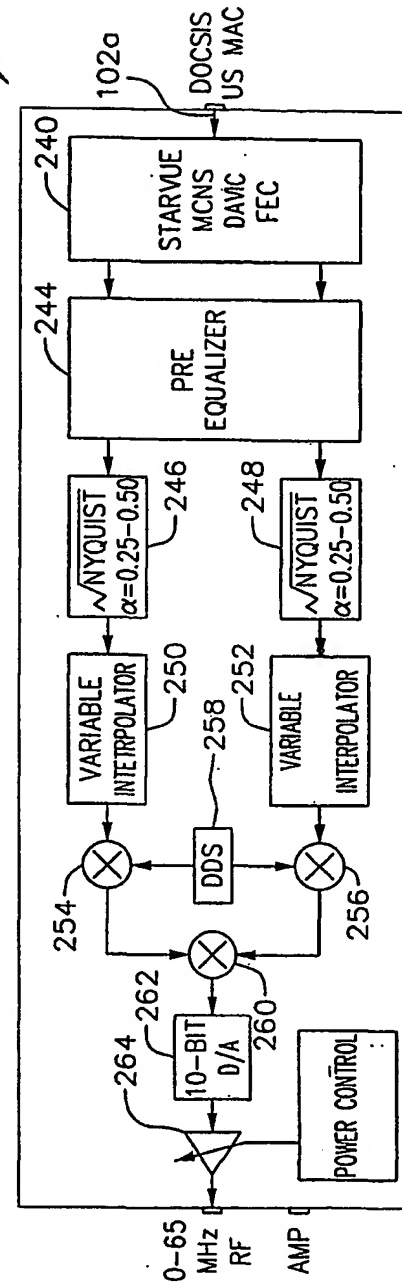 102a
DOCSIS
US MAC
240
STARVUE
MCNS
DAVIC
FEC
244
PRE
EQUALIZER
246
√NYQUIST
α=0.25-0.50
248
√NYQUIST
α=0.25-0.50
250
VARIABLE
INTETRPOLATOR
252
VARIABLE
INTERPOLATOR
258
DDS
254
256
260
262
10-BIT
D/A
264
POWER CONTROL
0-65
MHz
RF
AMP